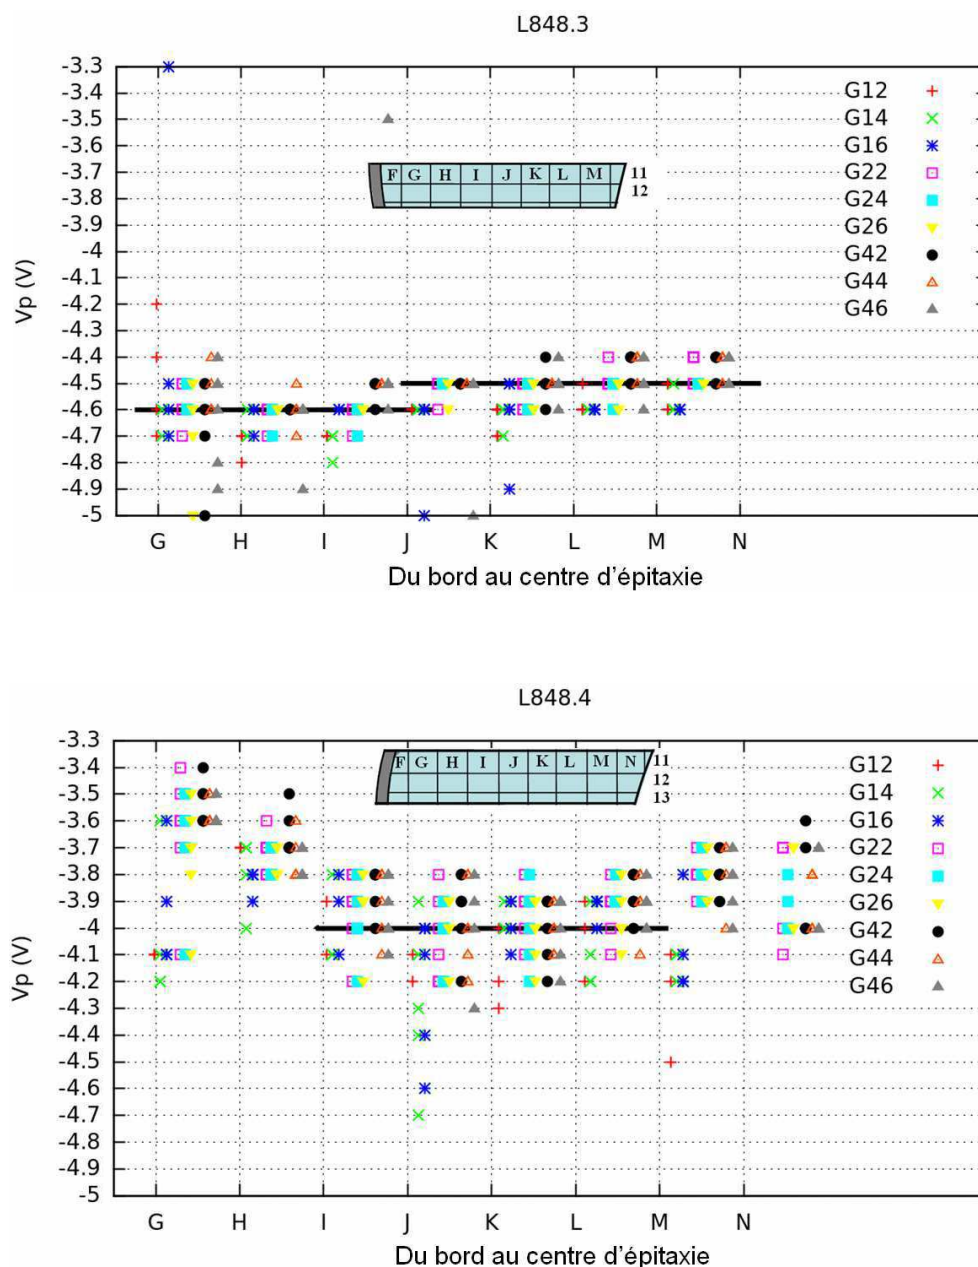 L848.3
-3.3
-3.4
-3.5
-3.6
-3.7
-3.8
-3.9
-4
-4.1
-4.2
-4.3
-4.4
-4.5
-4.6
-4.7
-4.8
-4.9
-5
Vp (V)
F G H I J K L M
11
12
G12
G14
G16
G22
G24
G26
G42
G44
G46
G H I J K L M N
Du bord au centre d'épitaxie
L848.4
-3.3
-3.4
-3.5
-3.6
-3.7
-3.8
-3.9
-4
-4.1
-4.2
-4.3
-4.4
-4.5
-4.6
-4.7
-4.8
-4.9
-5
Vp (V)
F G H I J K L M N
11
12
13
G12
G14
G16
G22
G24
G26
G42
G44
G46
G H I J K L M N
Du bord au centre d'épitaxie